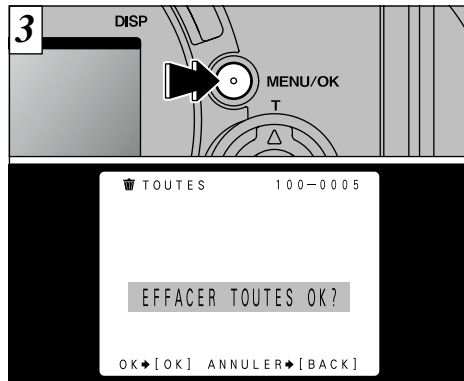 3
DISP
MENU/OK
T
TOUTES 100-0005
EFFACER TOUTES OK?
OK➧[OK] ANNULER➧[BACK]